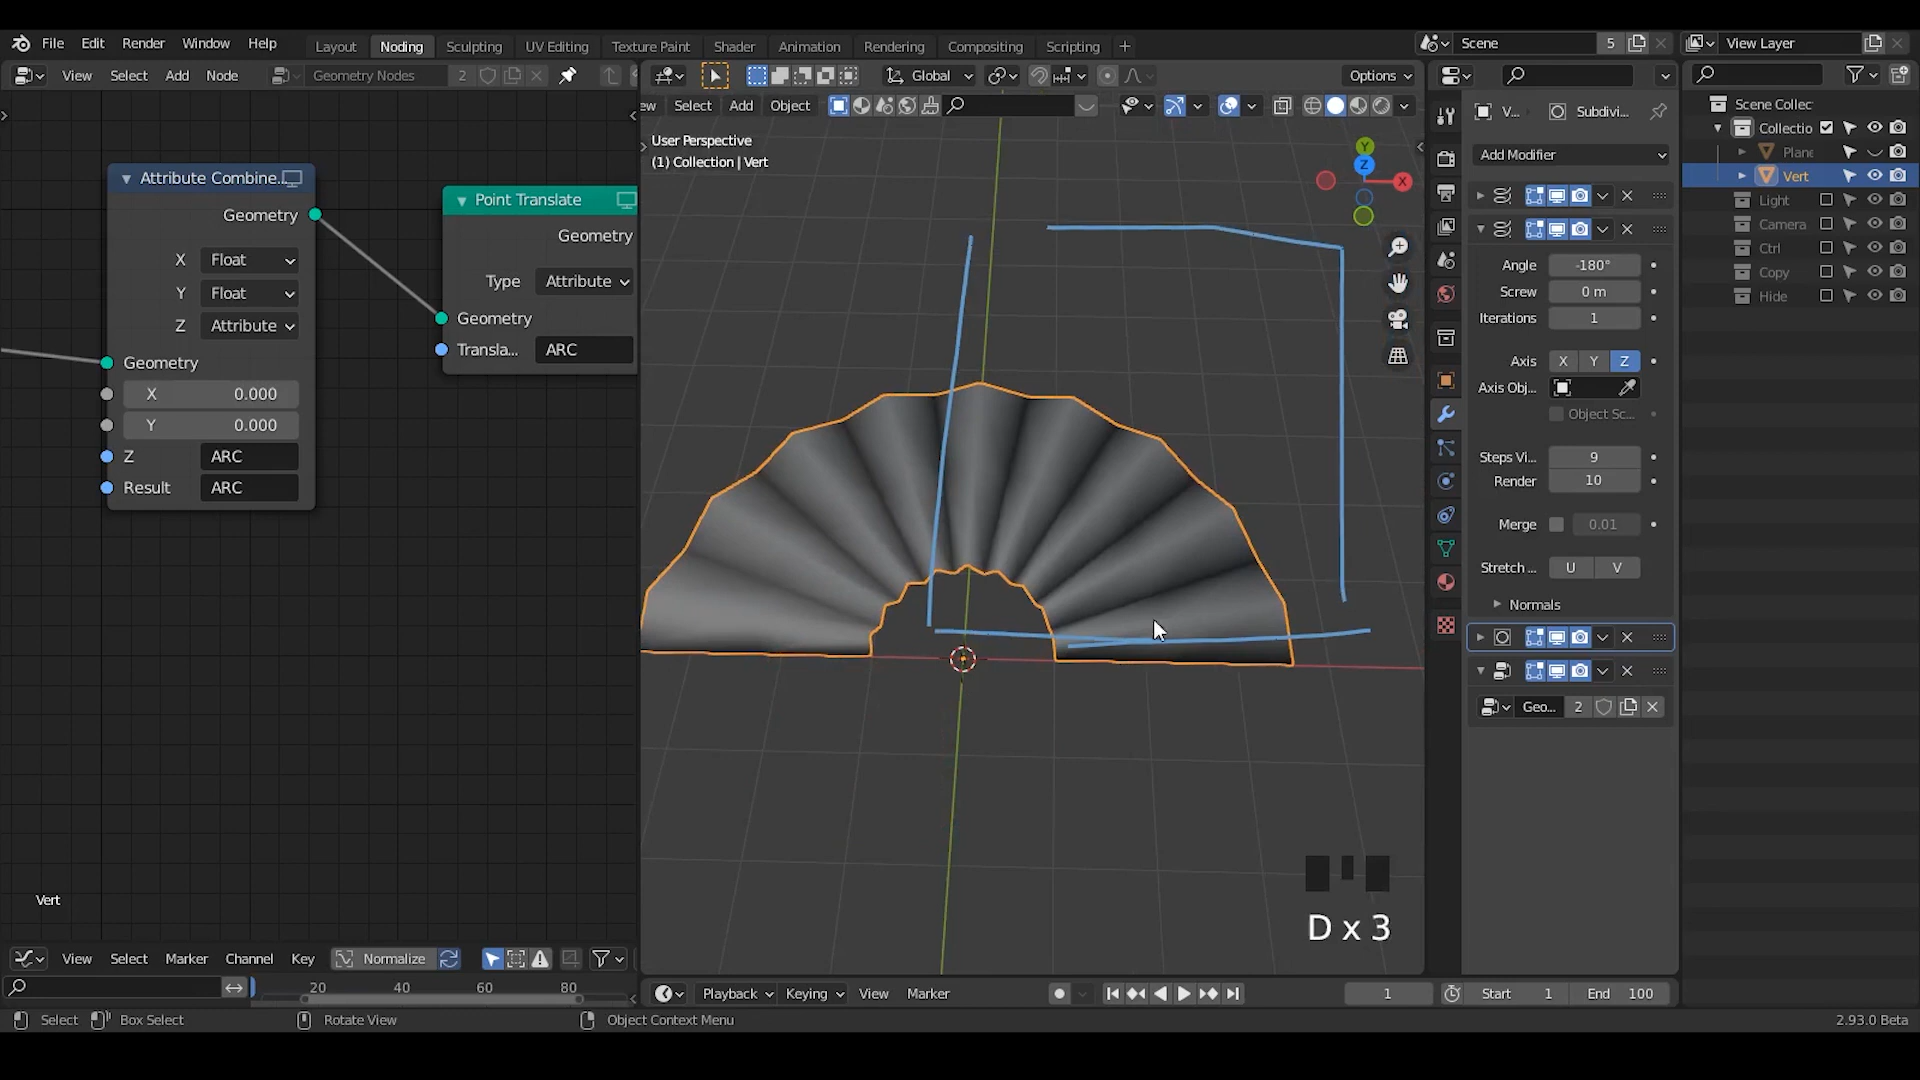 File Edit Render Window Help Layout Noding Sculpting UV Editing Texture Paint Shader Animation Rendering Compositing Scripting + Scene 5 View Layer
View Select Add Node Geometry Nodes 2 Global Options
ew Select Add Object
User Perspective
(1) Collection | Vert
Attribute Combine...
Geometry
X Float
Y Float
Z Attribute
Geometry
X 0.000
Y 0.000
Z ARC
Result ARC
Point Translate
Geometry
Type Attribute
Geometry
Transla... ARC
Y
Z
X
D x 3
Vert
V... Subdivi...
Add Modifier
Angle -180°
Screw 0 m
Iterations 1
Axis X Y Z
Axis Obj...
Object Sc...
Steps Vi... 9
Render 10
Merge 0.01
Stretch ... U V
Normals
Geo... 2
Scene Collec
Collectio
Plane
Vert
Light
Camera
Ctrl
Copy
Hide
View Select Marker Channel Key Normalize
20 40 60 80
Playback Keying View Marker 1 Start 1 End 100
Select Box Select Rotate View Object Context Menu 2.93.0 Beta